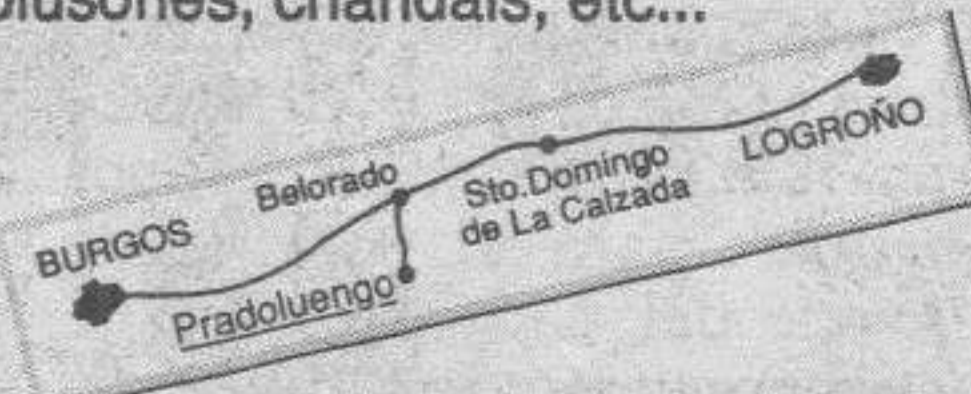 blusones, chandals, etc...
BURGOS
Belorado
Pradoluengo
Sto.Domingo
de La Calzada
LOGROÑO